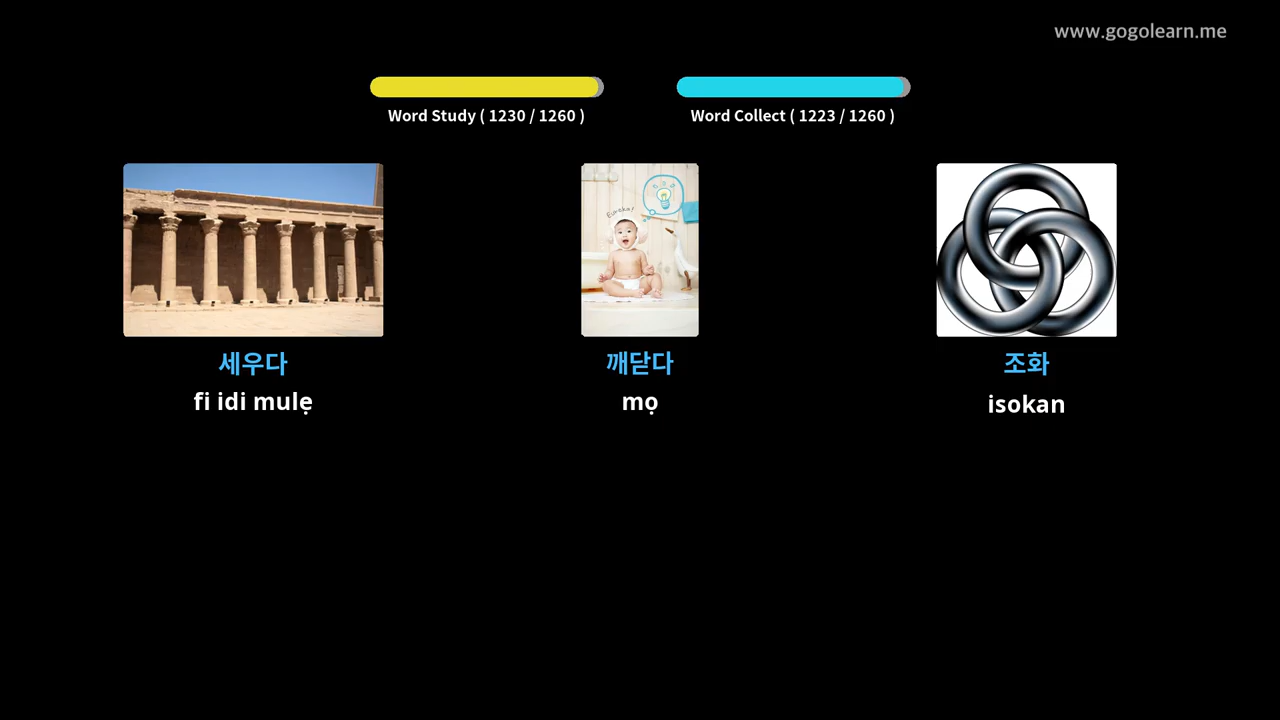 www.gogolearn.me
Word Study ( 1230 / 1260 )
Word Collect ( 1223 / 1260 )
Eureka!
세우다
깨닫다
조화
fi idi mulẹ
mọ
isokan